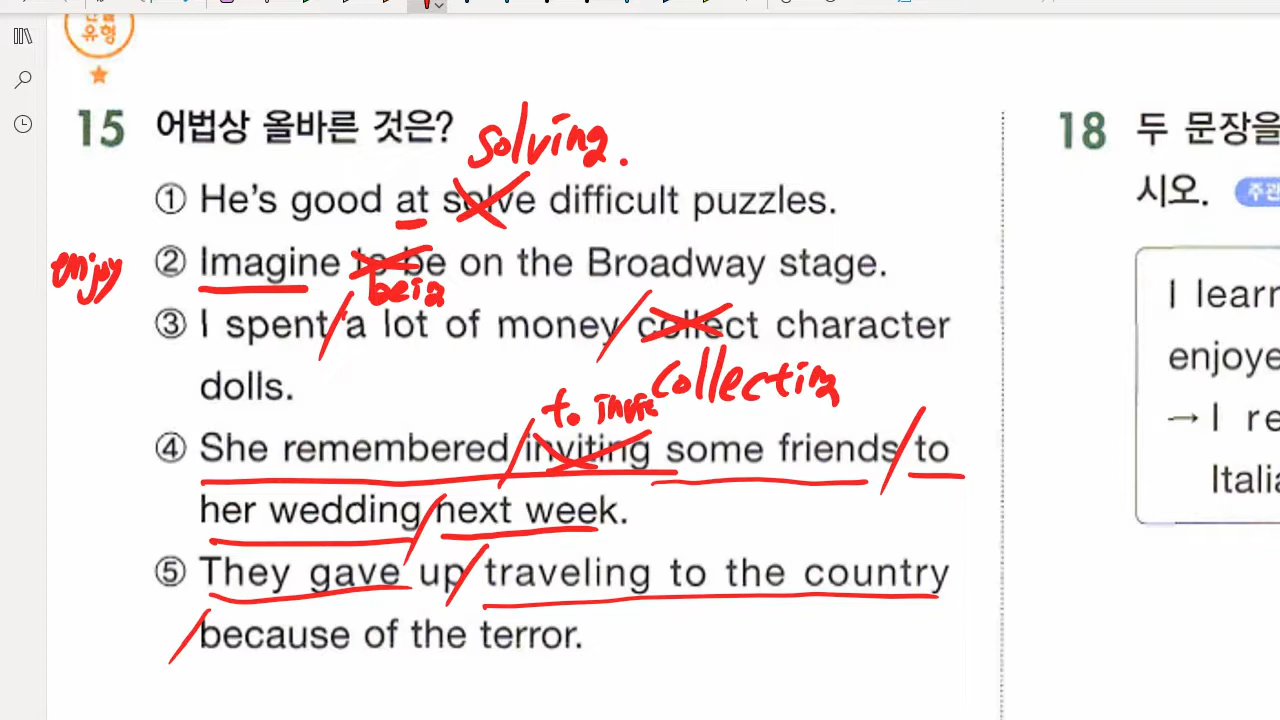 유형
15 어법상 올바른 것은?
solving.
① He's good at solve difficult puzzles.
enjoy
② Imagine to be on the Broadway stage.
being
③ I spent a lot of money collect character
dolls.
collecting
to invite
④ She remembered inviting some friends to
her wedding next week.
⑤ They gave up traveling to the country
because of the terror.
18 두 문장을
시오. 주관
I learn
enjoye
→ I re
Italia